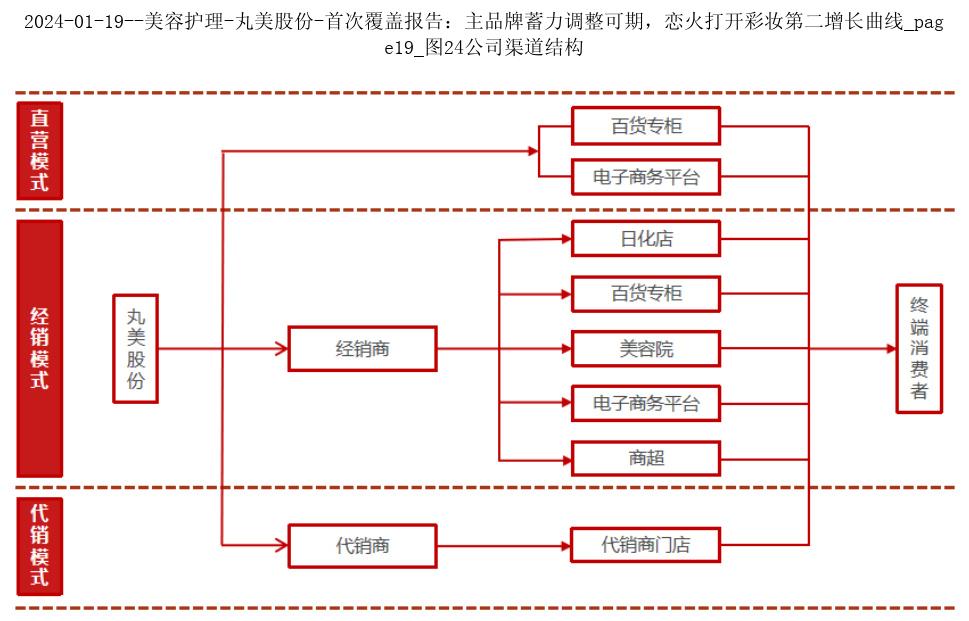 2024-01-19--美容护理-丸美股份-首次覆盖报告：主品牌蓄力调整可期，恋火打开彩妆第二增长曲线_pag
e19_图24公司渠道结构
直营模式
百货专柜
电子商务平台
经销模式
丸美股份
经销商
日化店
百货专柜
美容院
电子商务平台
商超
终端消费者
代销模式
代销商
代销商门店